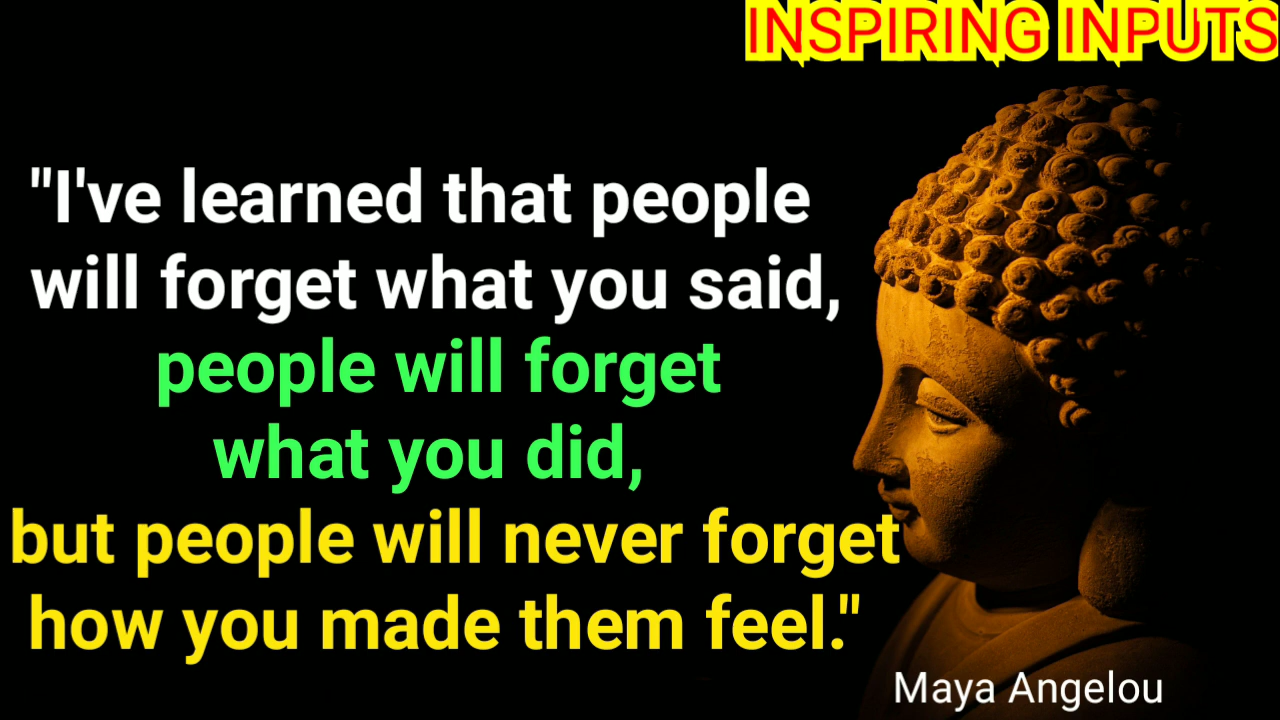 INSPIRING INPUTS
"I've learned that people
will forget what you said,
people will forget
what you did,
but people will never forget
how you made them feel."
Maya Angelou